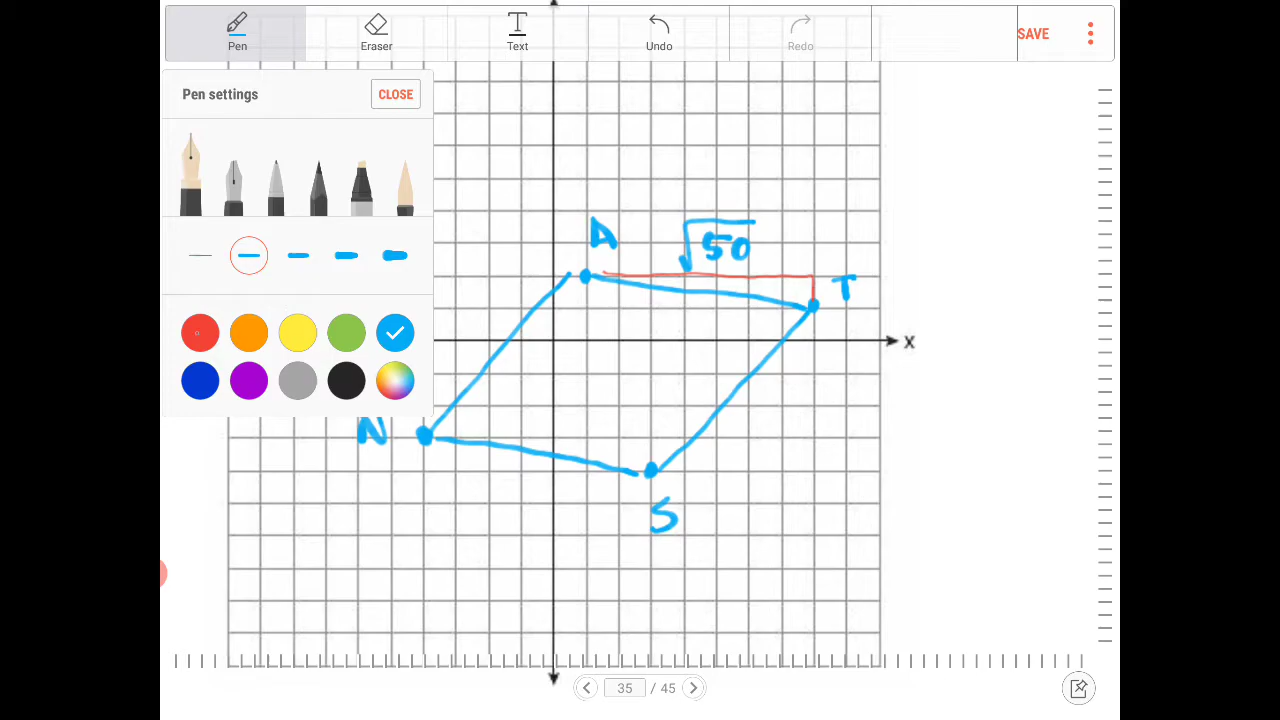 Pen
Eraser
Text
Undo
Redo
SAVE
Pen settings
CLOSE
A
√50
T
x
N
S
35 / 45